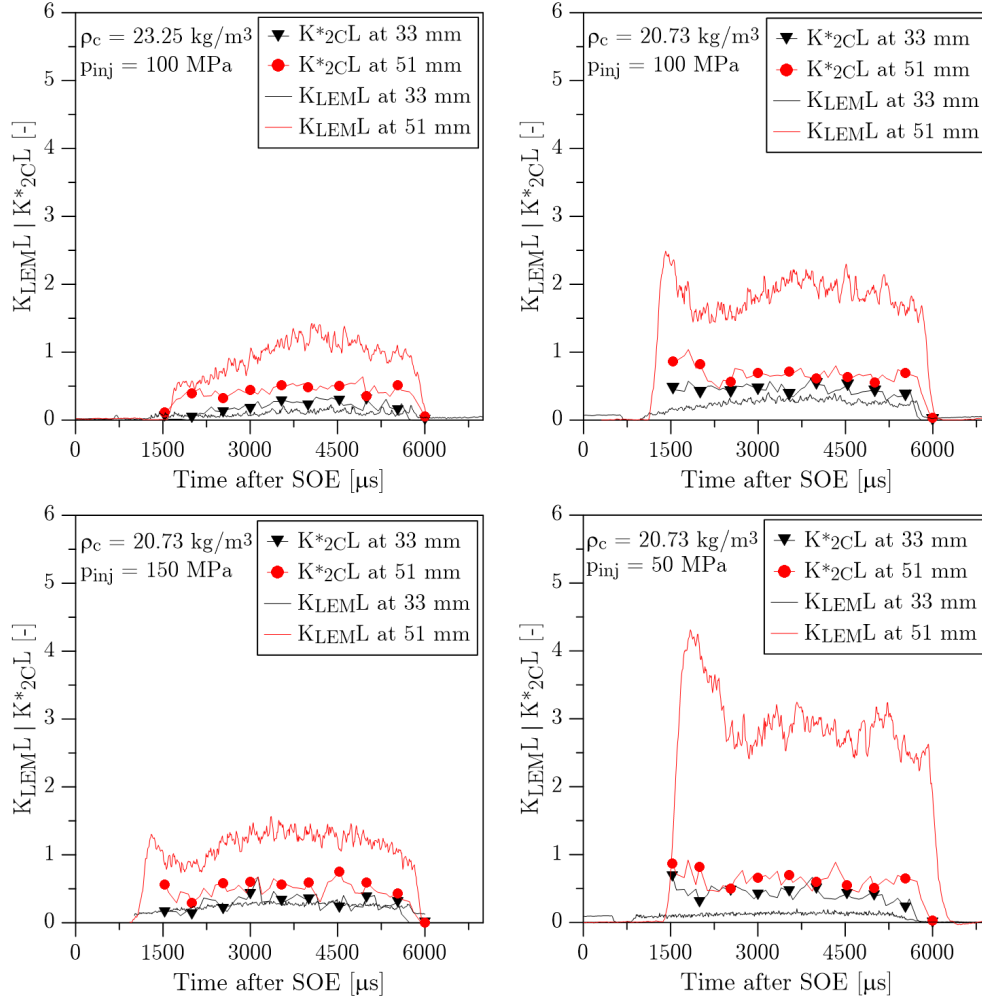 ρc = 23.25 kg/m³
pinj = 100 MPa
K*2CL at 33 mm
K*2CL at 51 mm
KLEML at 33 mm
KLEML at 51 mm
KLEML | K*2CL [-]
6
5
4
3
2
1
0
0 1500 3000 4500 6000
Time after SOE [µs]
ρc = 20.73 kg/m³
pinj = 100 MPa
K*2CL at 33 mm
K*2CL at 51 mm
KLEML at 33 mm
KLEML at 51 mm
KLEML | K*2CL [-]
6
5
4
3
2
1
0
0 1500 3000 4500 6000
Time after SOE [µs]
ρc = 20.73 kg/m³
pinj = 150 MPa
K*2CL at 33 mm
K*2CL at 51 mm
KLEML at 33 mm
KLEML at 51 mm
KLEML | K*2CL [-]
6
5
4
3
2
1
0
0 1500 3000 4500 6000
Time after SOE [µs]
ρc = 20.73 kg/m³
pinj = 50 MPa
K*2CL at 33 mm
K*2CL at 51 mm
KLEML at 33 mm
KLEML at 51 mm
KLEML | K*2CL [-]
6
5
4
3
2
1
0
0 1500 3000 4500 6000
Time after SOE [µs]